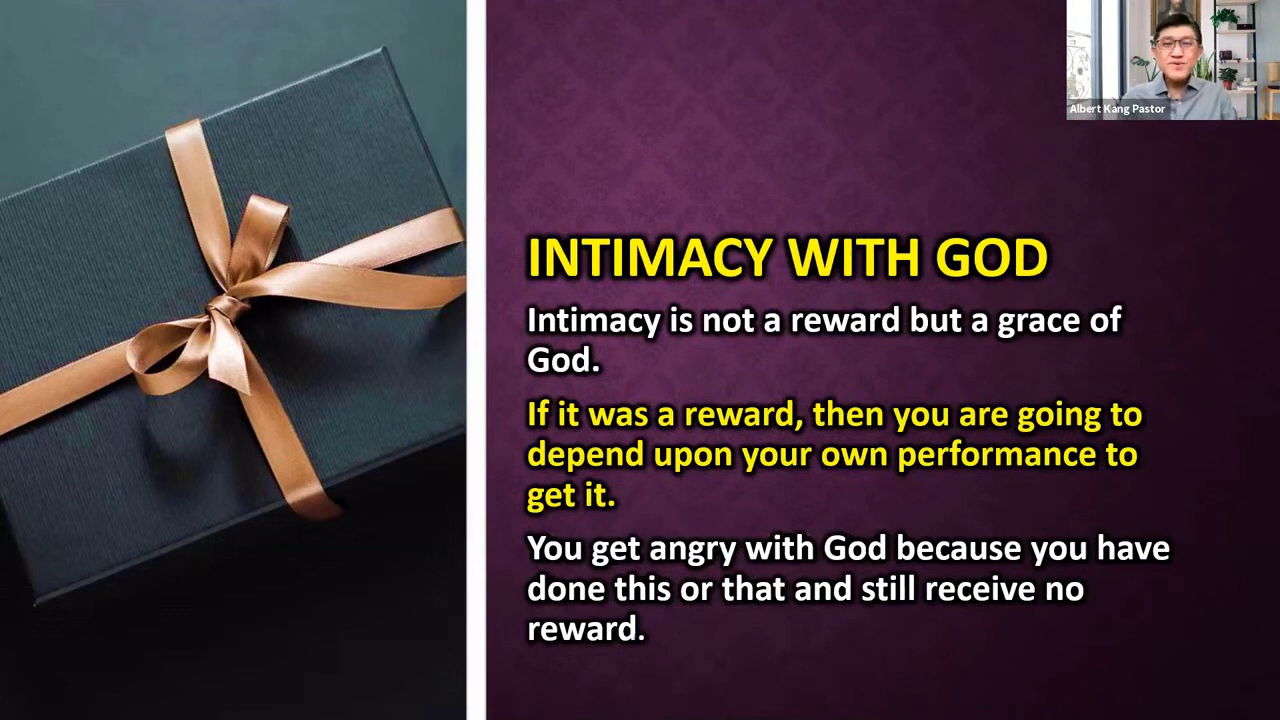 Albert Kang Pastor
INTIMACY WITH GOD
Intimacy is not a reward but a grace of
God.
If it was a reward, then you are going to
depend upon your own performance to
get it.
You get angry with God because you have
done this or that and still receive no
reward.